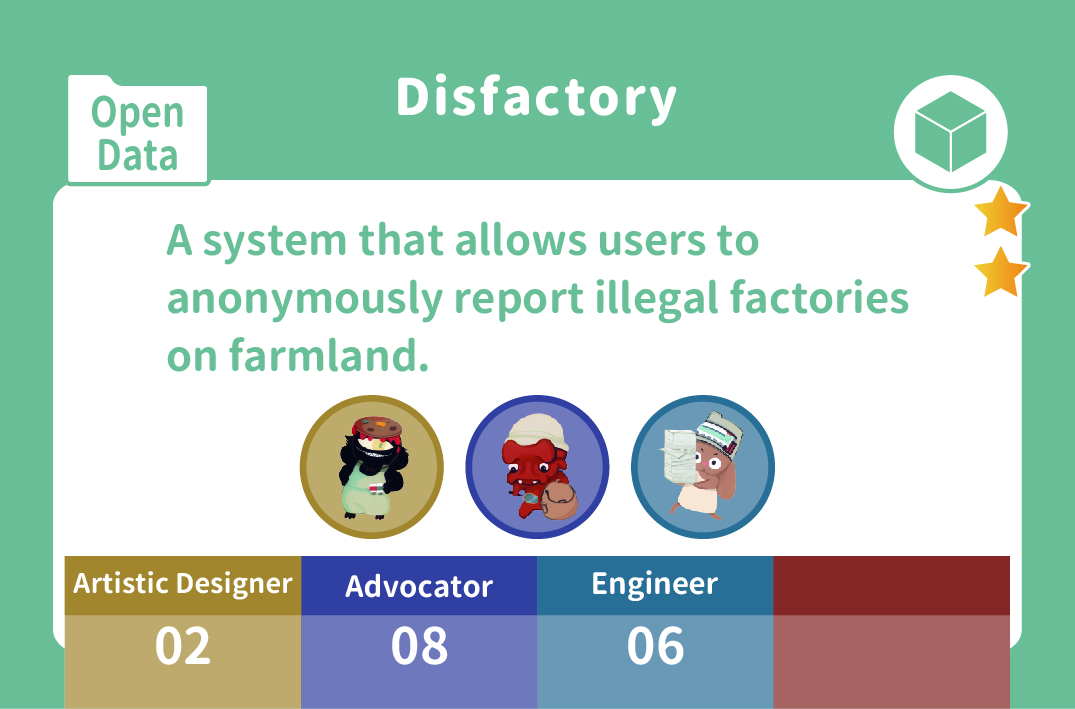 Disfactory
Open
Data
A system that allows users to
anonymously report illegal factories
on farmland.
Artistic Designer
Advocator
Engineer
02
08
06